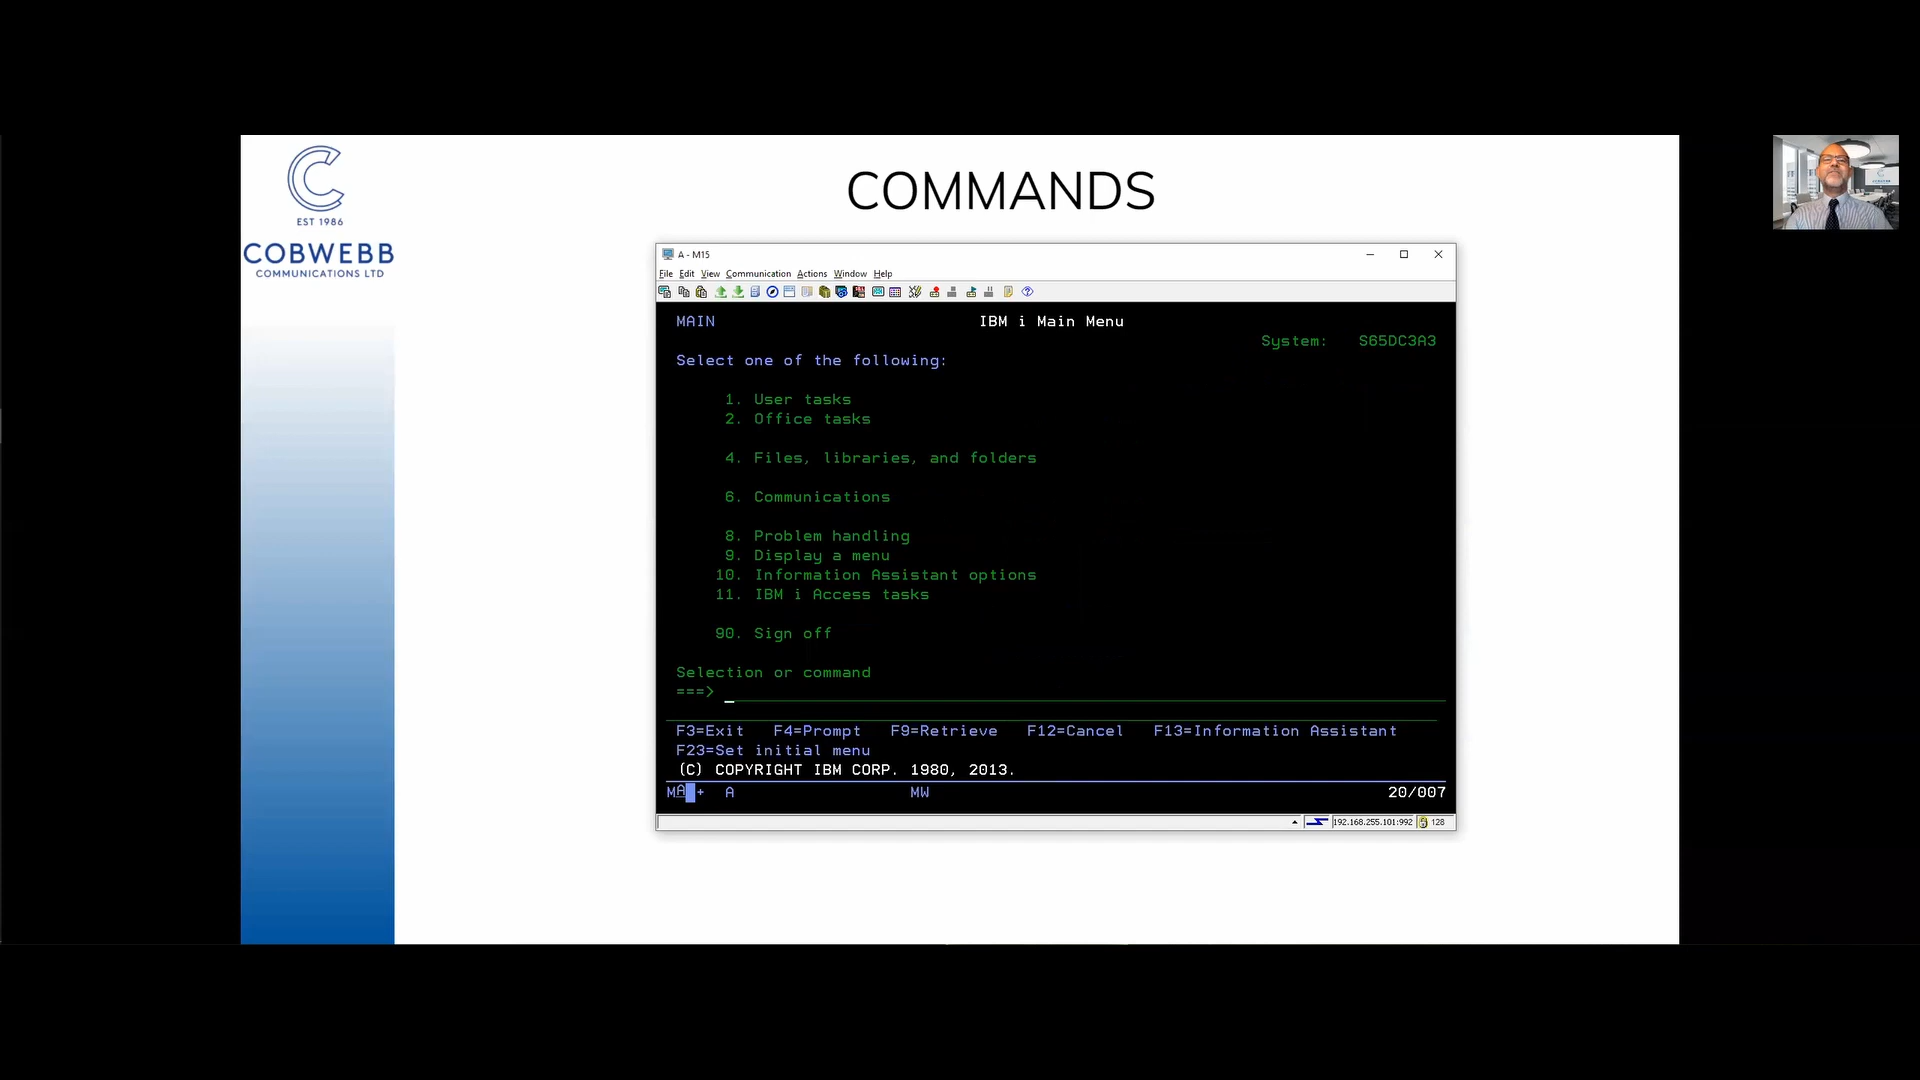 EST 1986
COBWEBB
COMMUNICATIONS LTD
COMMANDS
A - M15
File Edit View Communication Actions Window Help
MAIN IBM i Main Menu
System: S65DC3A3
Select one of the following:
1. User tasks
2. Office tasks
4. Files, libraries, and folders
6. Communications
8. Problem handling
9. Display a menu
10. Information Assistant options
11. IBM i Access tasks
90. Sign off
Selection or command
===>
F3=Exit F4=Prompt F9=Retrieve F12=Cancel F13=Information Assistant
F23=Set initial menu
(C) COPYRIGHT IBM CORP. 1980, 2013.
MA + A MW 20/007
192.168.255.101:992 128